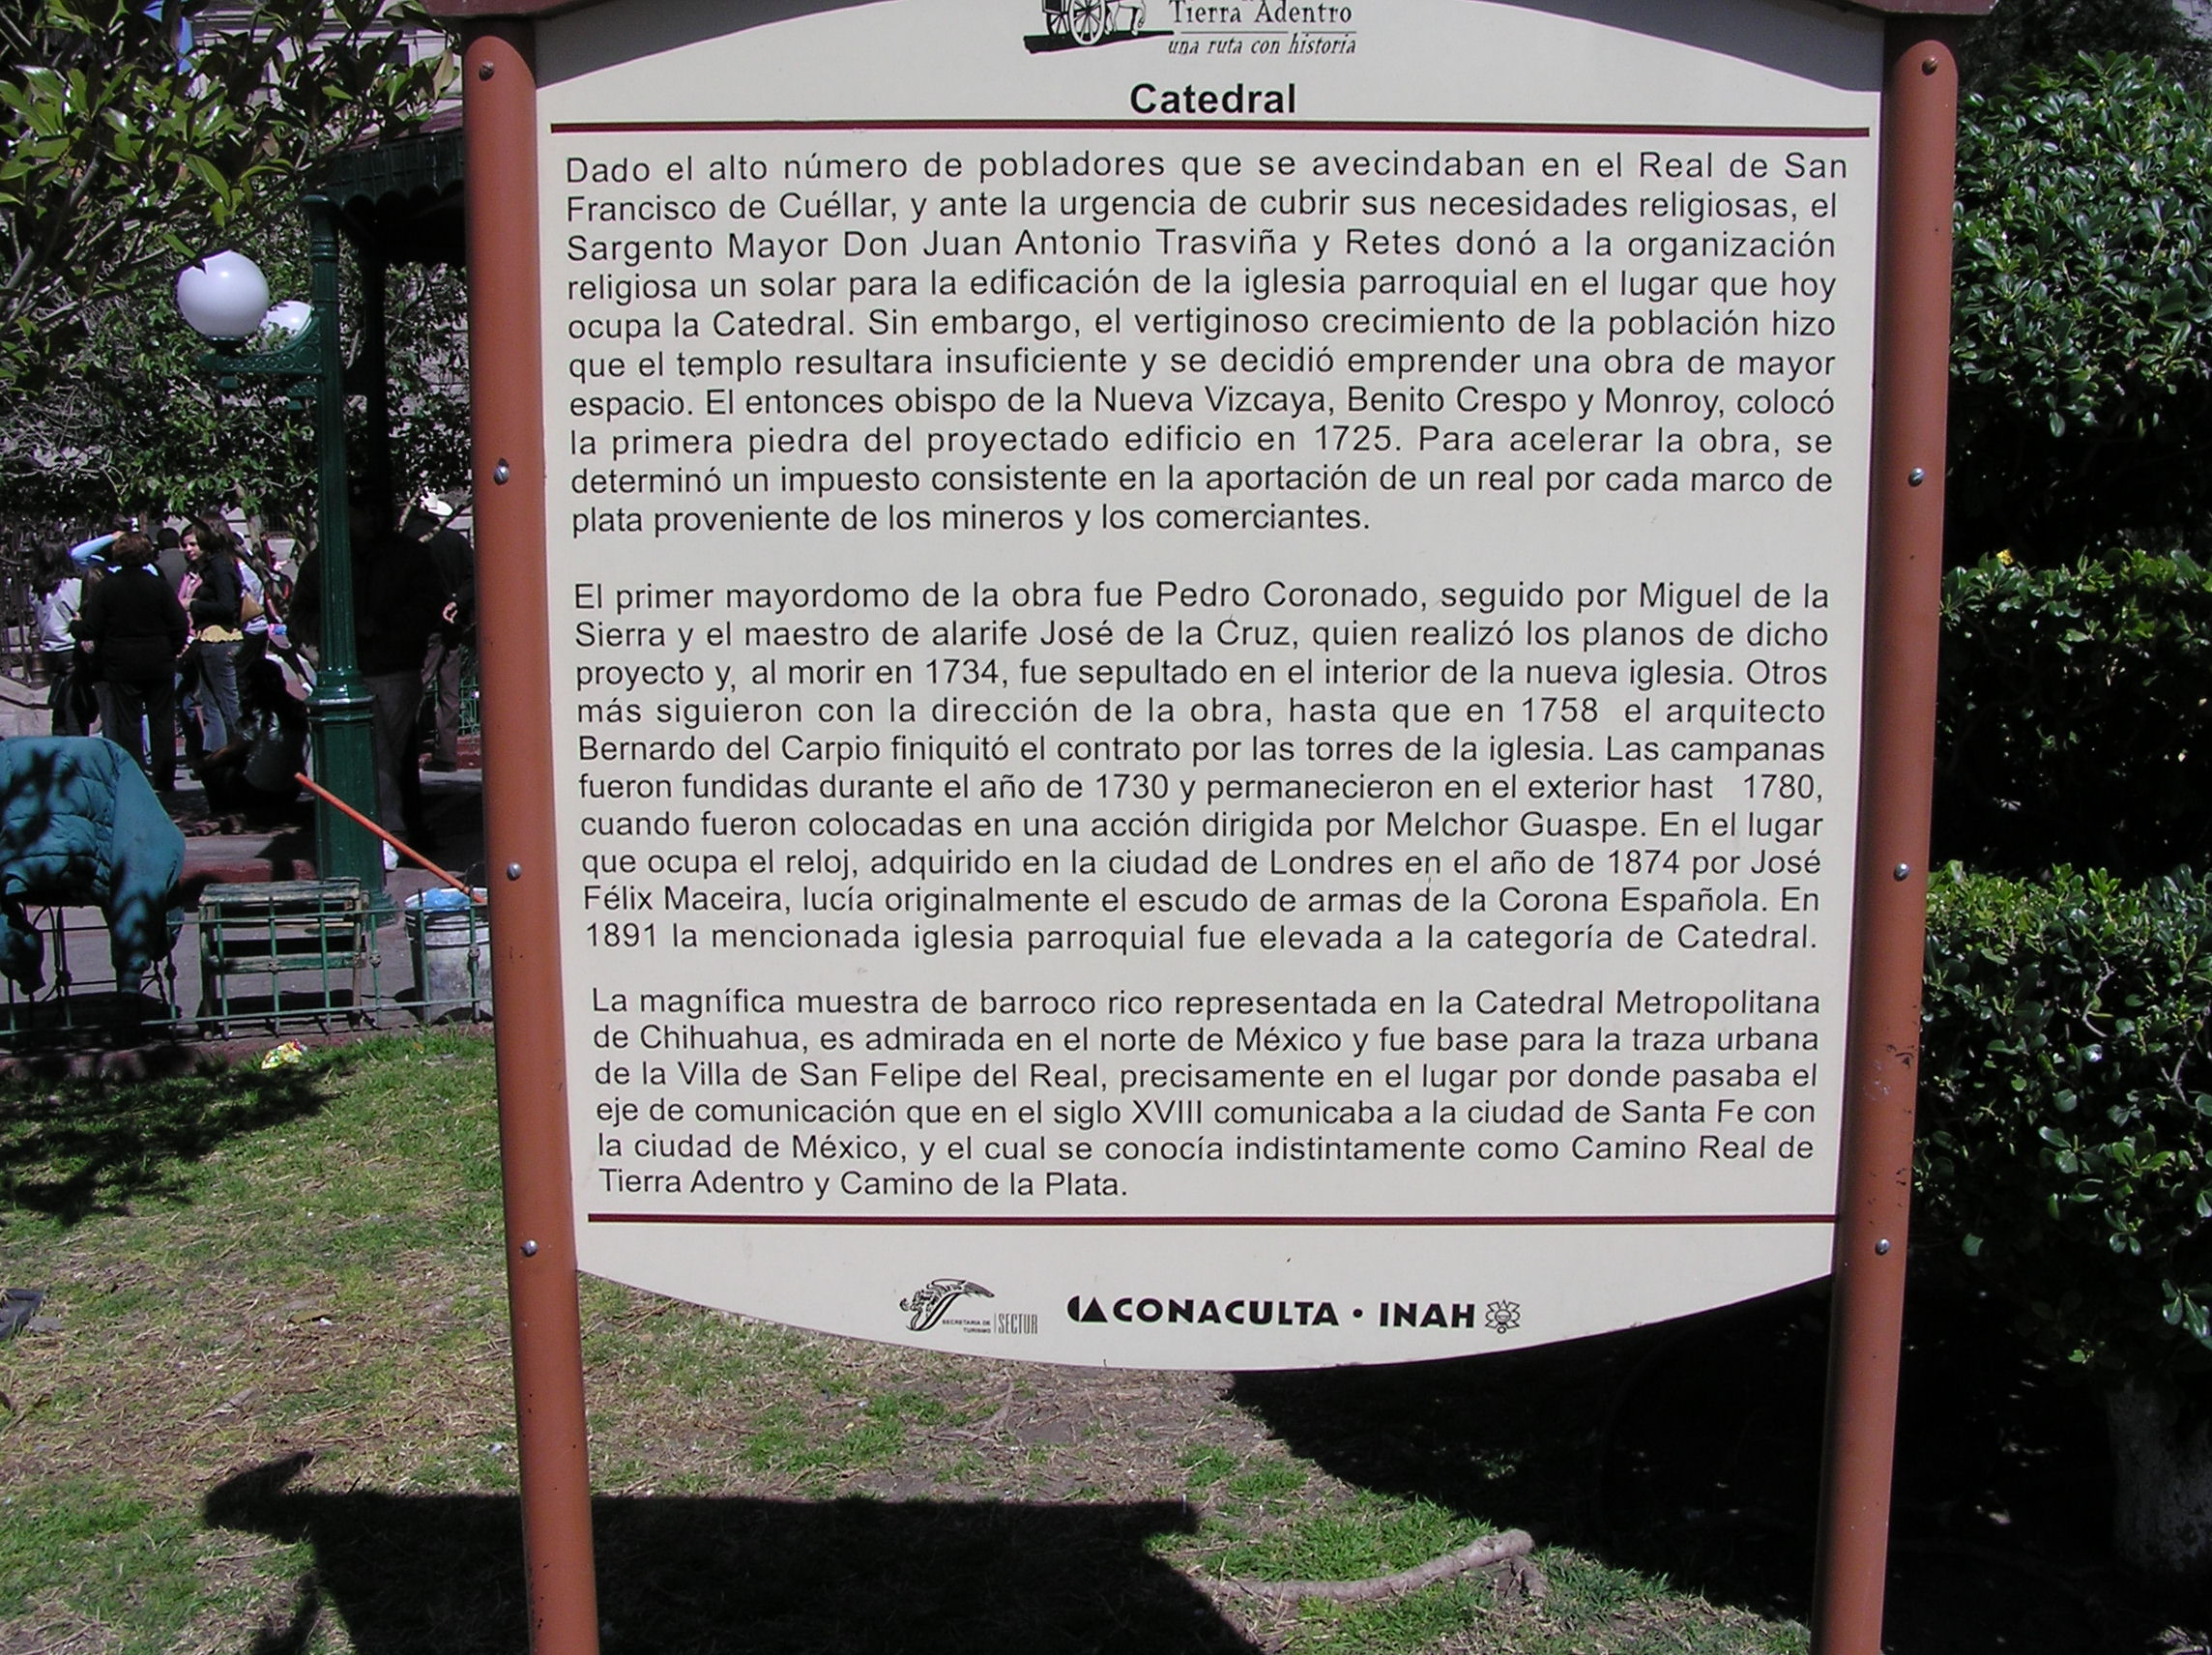 Tierra Adentro
una ruta con historia
Catedral
Dado el alto número de pobladores que se avecindaban en el Real de San
Francisco de Cuéllar, y ante la urgencia de cubrir sus necesidades religiosas, el
Sargento Mayor Don Juan Antonio Trasviña y Retes donó a la organización
religiosa un solar para la edificación de la iglesia parroquial en el lugar que hoy
ocupa la Catedral. Sin embargo, el vertiginoso crecimiento de la población hizo
que el templo resultara insuficiente y se decidió emprender una obra de mayor
espacio. El entonces obispo de la Nueva Vizcaya, Benito Crespo y Monroy, colocó
la primera piedra del proyectado edificio en 1725. Para acelerar la obra, se
determinó un impuesto consistente en la aportación de un real por cada marco de
plata proveniente de los mineros y los comerciantes.
El primer mayordomo de la obra fue Pedro Coronado, seguido por Miguel de la
Sierra y el maestro de alarife José de la Cruz, quien realizó los planos de dicho
proyecto y, al morir en 1734, fue sepultado en el interior de la nueva iglesia. Otros
más siguieron con la dirección de la obra, hasta que en 1758 el arquitecto
Bernardo del Carpio finiquitó el contrato por las torres de la iglesia. Las campanas
fueron fundidas durante el año de 1730 y permanecieron en el exterior hast 1780,
cuando fueron colocadas en una acción dirigida por Melchor Guaspe. En el lugar
que ocupa el reloj, adquirido en la ciudad de Londres en el año de 1874 por José
Félix Maceira, lucía originalmente el escudo de armas de la Corona Española. En
1891 la mencionada iglesia parroquial fue elevada a la categoría de Catedral.
La magnífica muestra de barroco rico representada en la Catedral Metropolitana
de Chihuahua, es admirada en el norte de México y fue base para la traza urbana
de la Villa de San Felipe del Real, precisamente en el lugar por donde pasaba el
eje de comunicación que en el siglo XVIII comunicaba a la ciudad de Santa Fe con
la ciudad de México, y el cual se conocía indistintamente como Camino Real de
Tierra Adentro y Camino de la Plata.
SECRETARIA DE
TURISMO
SECTUR
CONACULTA • INAH